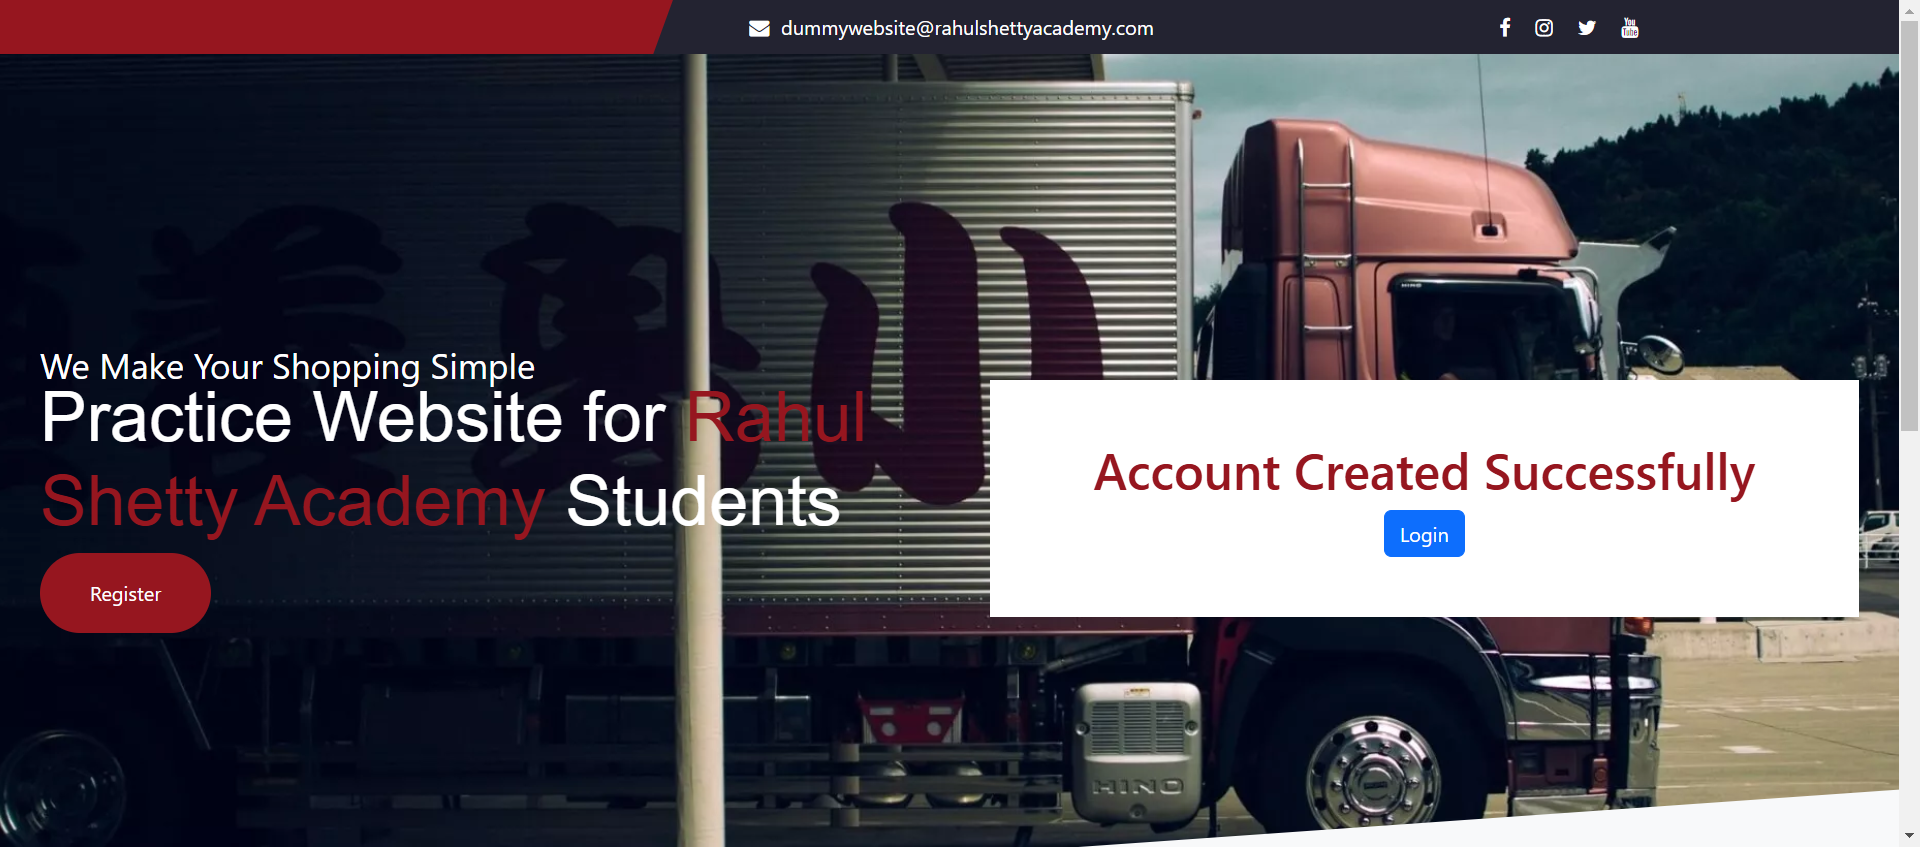 dummywebsite@rahulshettyacademy.com
We Make Your Shopping Simple
Practice Website for Rahul
Shetty Academy Students
Register
Account Created Successfully
Login
HINO
HINO